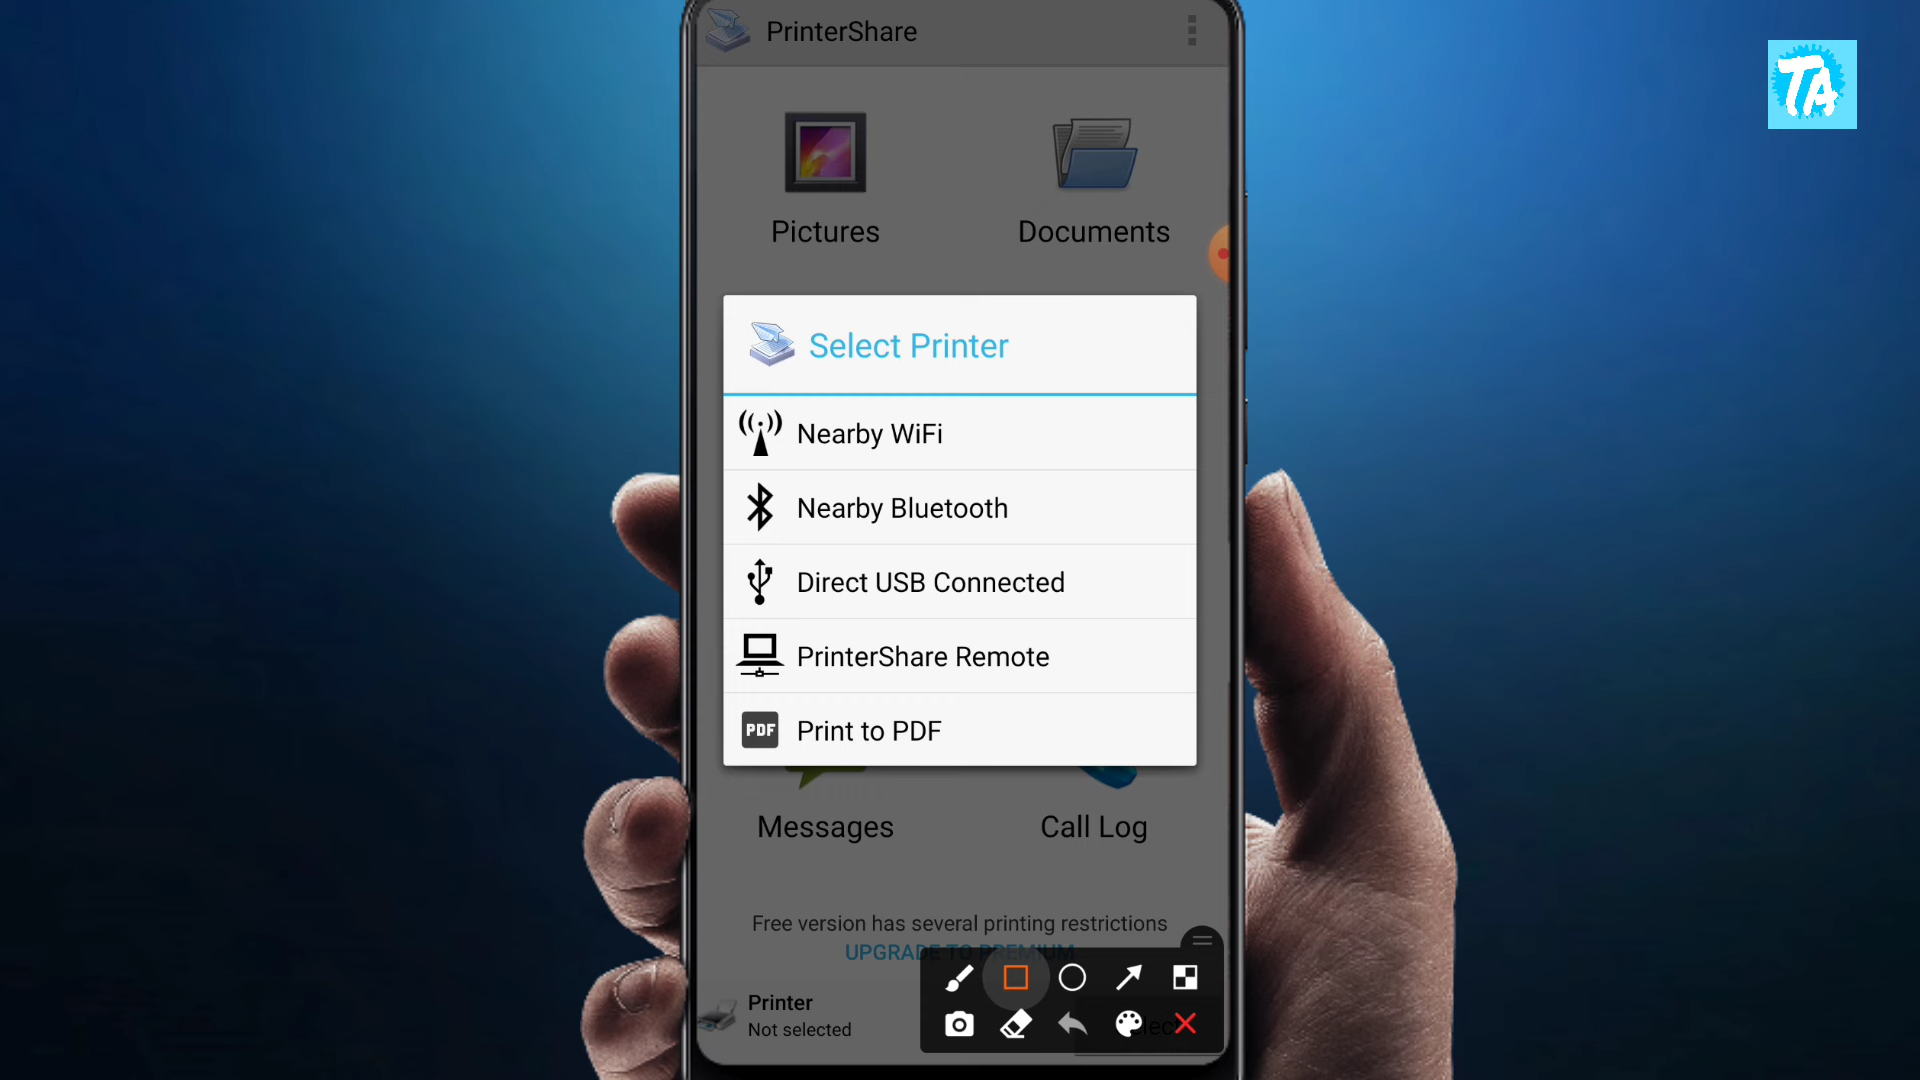 PrinterShare
TA
Pictures
Documents
Select Printer
Nearby WiFi
Nearby Bluetooth
Direct USB Connected
PrinterShare Remote
PDF
Print to PDF
Messages
Call Log
Free version has several printing restrictions
UPGRADE TO PREMIUM
Printer
Not selected